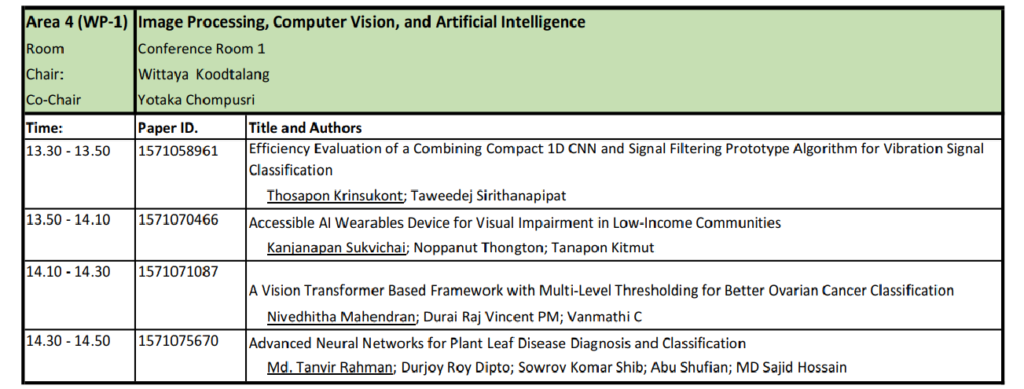 Area 4 (WP-1) Image Processing, Computer Vision, and Artificial Intelligence
Room Conference Room 1
Chair: Wittaya Koodtalang
Co-Chair Yotaka Chompusri
Time: Paper ID. Title and Authors
13.30 - 13.50 1571058961 Efficiency Evaluation of a Combining Compact 1D CNN and Signal Filtering Prototype Algorithm for Vibration Signal
Classification
Thosapon Krinsukont; Taweedej Sirithanapipat
13.50 - 14.10 1571070466 Accessible AI Wearables Device for Visual Impairment in Low-Income Communities
Kanjanapan Sukvichai; Noppanut Thongton; Tanapon Kitmut
14.10 - 14.30 1571071087
A Vision Transformer Based Framework with Multi-Level Thresholding for Better Ovarian Cancer Classification
Nivedhitha Mahendran; Durai Raj Vincent PM; Vanmathi C
14.30 - 14.50 1571075670 Advanced Neural Networks for Plant Leaf Disease Diagnosis and Classification
Md. Tanvir Rahman; Durjoy Roy Dipto; Sowrov Komar Shib; Abu Shufian; MD Sajid Hossain